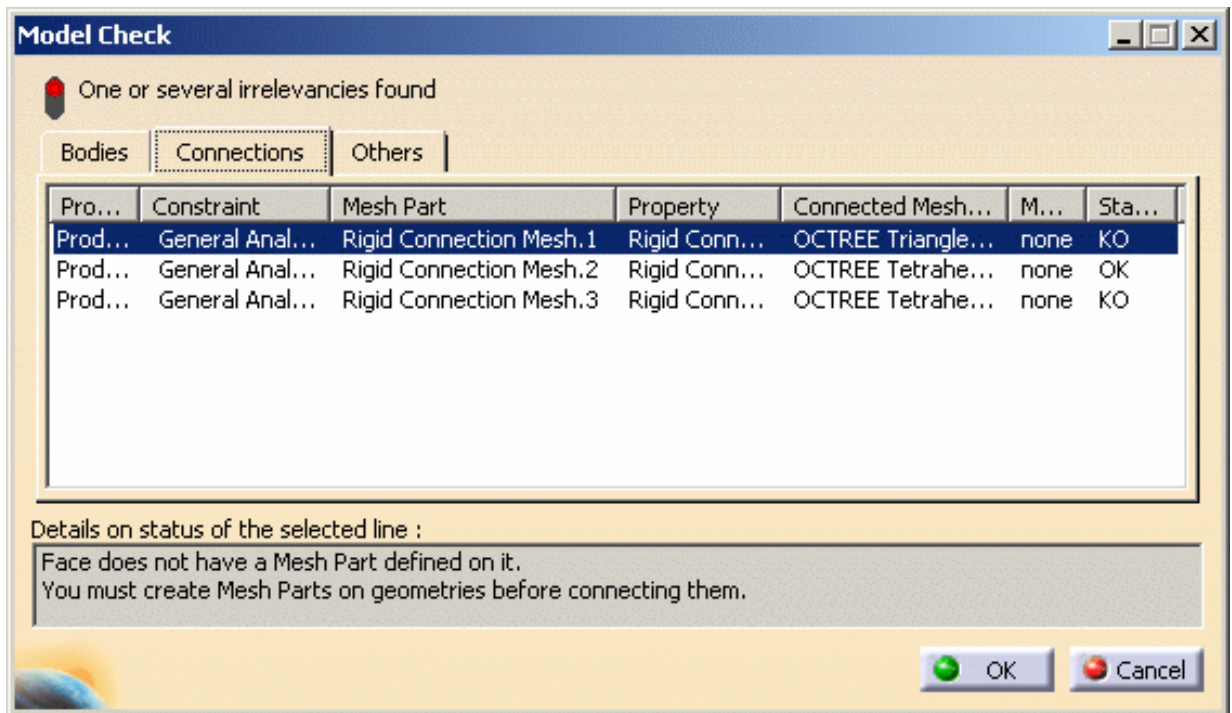 Model Check
One or several irrelevancies found
Bodies Connections Others
Pro... Constraint Mesh Part Property Connected Mesh... M... Sta...
Prod... General Anal... Rigid Connection Mesh.1 Rigid Conn... OCTREE Triangle... none KO
Prod... General Anal... Rigid Connection Mesh.2 Rigid Conn... OCTREE Tetrahe... none OK
Prod... General Anal... Rigid Connection Mesh.3 Rigid Conn... OCTREE Tetrahe... none KO
Details on status of the selected line :
Face does not have a Mesh Part defined on it.
You must create Mesh Parts on geometries before connecting them.
OK Cancel